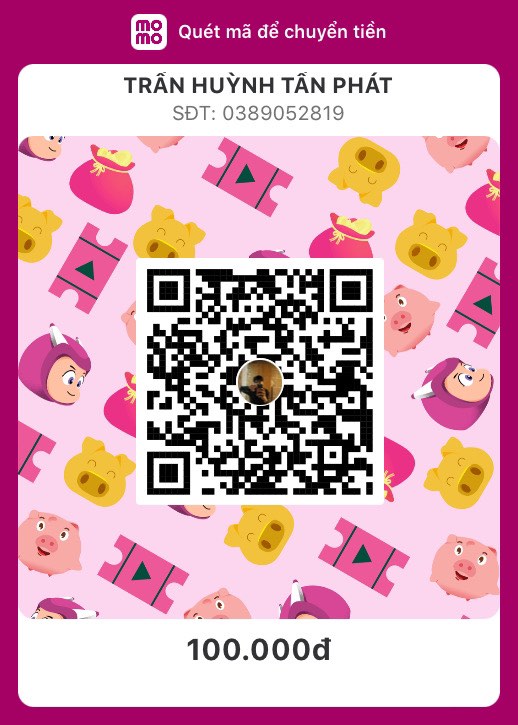 mo
mo
Quét mã để chuyển tiền
TRẦN HUỲNH TẤN PHÁT
SĐT: 0389052819
100.000đ